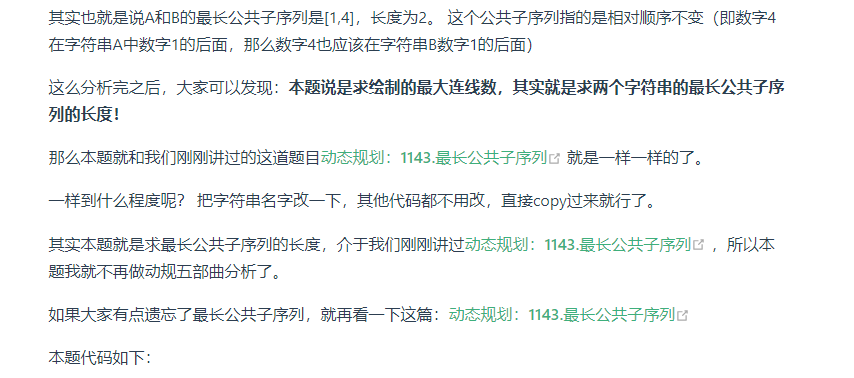 其实也就是说A和B的最长公共子序列是[1,4]，长度为2。 这个公共子序列指的是相对顺序不变（即数字4
在字符串A中数字1的后面，那么数字4也应该在字符串B数字1的后面）
这么分析完之后，大家可以发现：本题说是求绘制的最大连线数，其实就是求两个字符串的最长公共子序
列的长度！
那么本题就和我们刚刚讲过的这道题目动态规划：1143.最长公共子序列 就是一样一样的了。
一样到什么程度呢？ 把字符串名字改一下，其他代码都不用改，直接copy过来就行了。
其实本题就是求最长公共子序列的长度，介于我们刚刚讲过动态规划：1143.最长公共子序列 ，所以本
题我就不再做动规五部曲分析了。
如果大家有点遗忘了最长公共子序列，就再看一下这篇：动态规划：1143.最长公共子序列
本题代码如下：